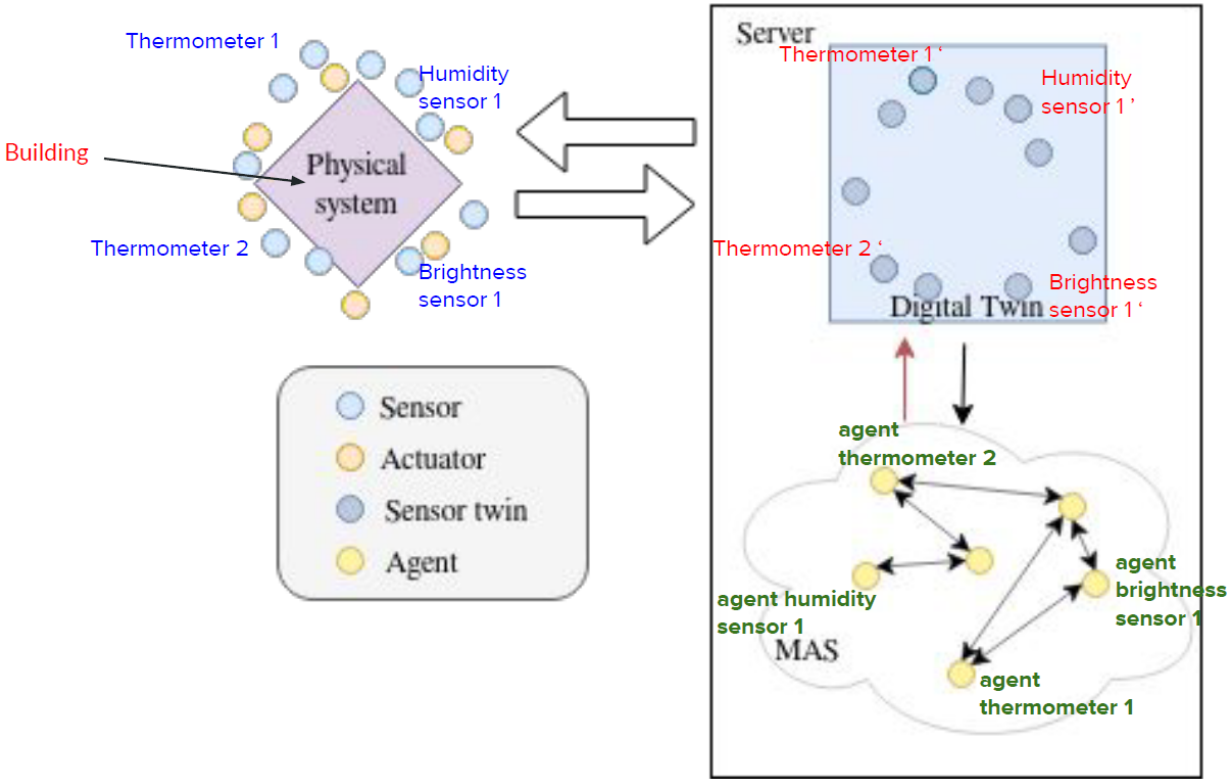 Thermometer 1
Humidity
sensor 1
Building
Physical
system
Thermometer 2
Brightness
sensor 1
Sensor
Actuator
Sensor twin
Agent
Server
Thermometer 1 ‘
Humidity
sensor 1 ’
Thermometer 2 ‘
Brightness
sensor 1 ‘
Digital Twin
agent
thermometer 2
agent humidity
sensor 1
agent
brightness
sensor 1
MAS
agent
thermometer 1